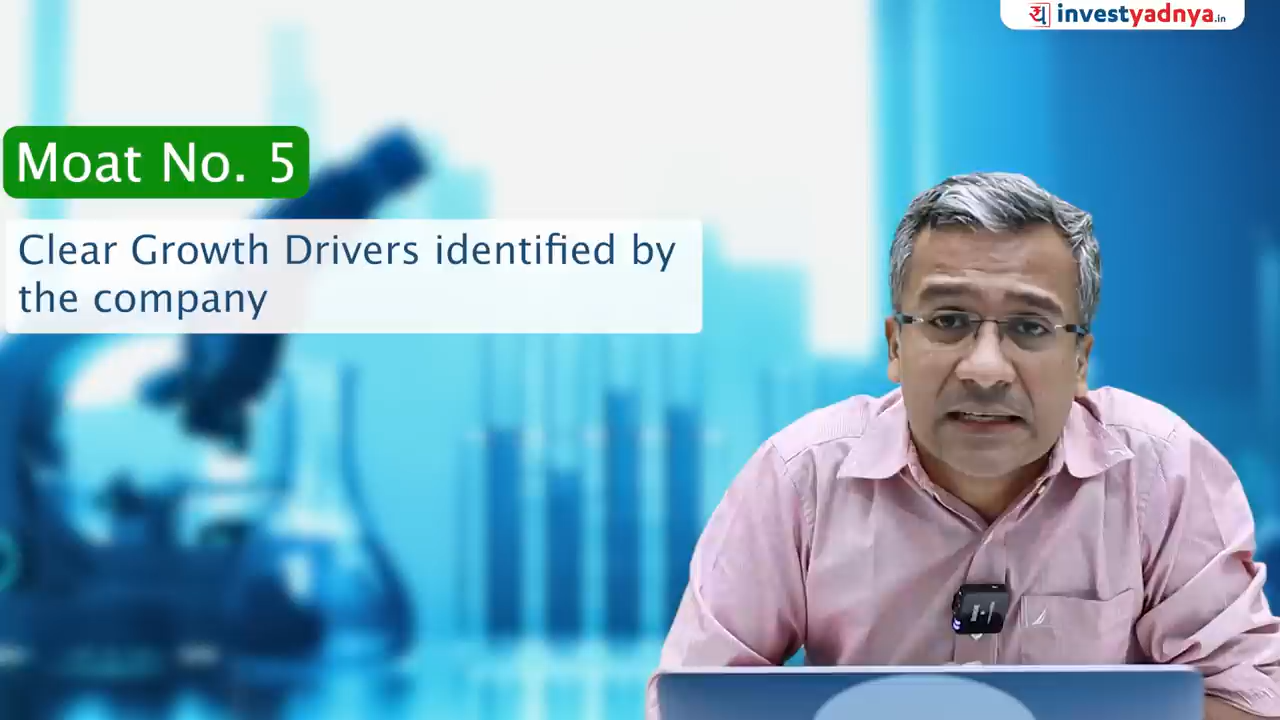 य investyadnya.in
Moat No. 5
Clear Growth Drivers identified by
the company